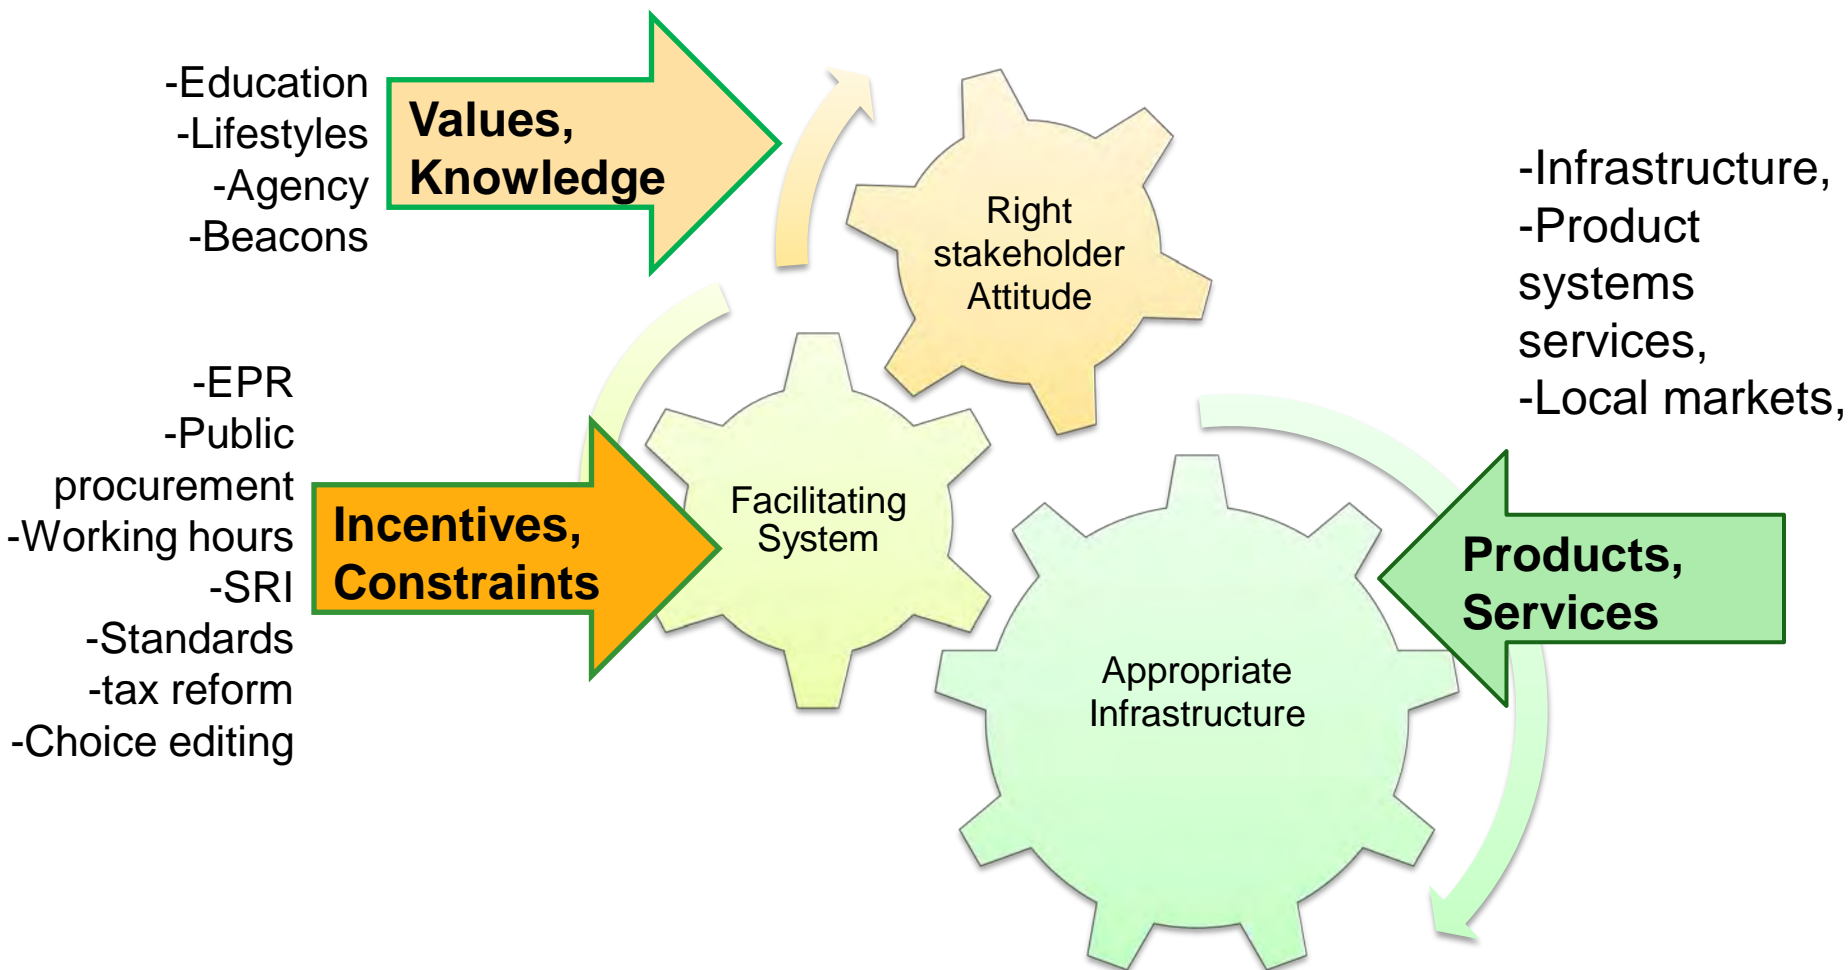 -Education
-Lifestyles
-Agency
-Beacons
Values,
Knowledge
Right
stakeholder
Attitude
-Infrastructure,
-Product
systems
services,
-Local markets,
-EPR
-Public
procurement
-Working hours
-SRI
-Standards
-tax reform
-Choice editing
Incentives,
Constraints
Facilitating
System
Products,
Services
Appropriate
Infrastructure